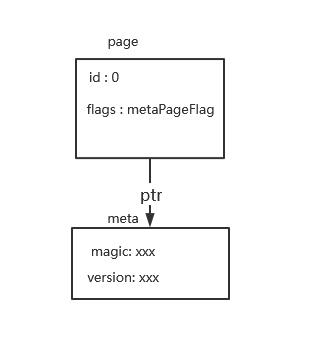 page
id : 0
flags : metaPageFlag
ptr
meta
magic: xxx
version: xxx